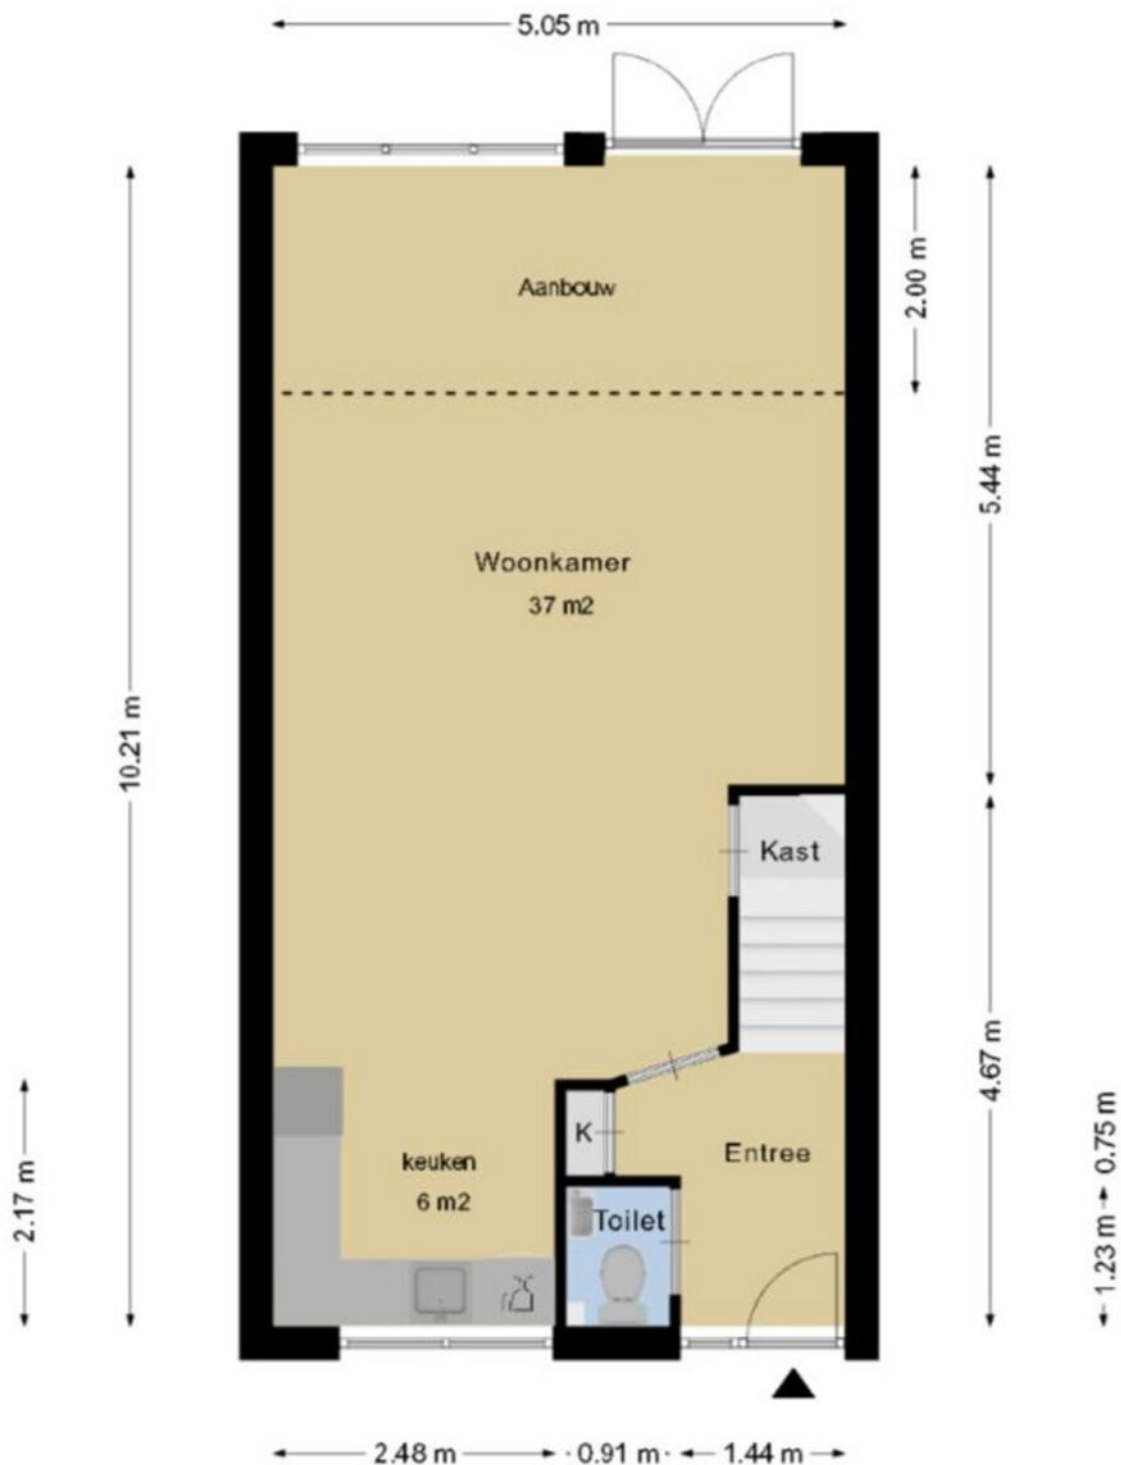 5.05 m
Aanbouw
2.00 m
5.44 m
Woonkamer
37 m2
10.21 m
Kast
4.67 m
K
Entree
keuken
6 m2
Toilet
2.17 m
0.75 m
1.23 m
2.48 m
0.91 m
1.44 m